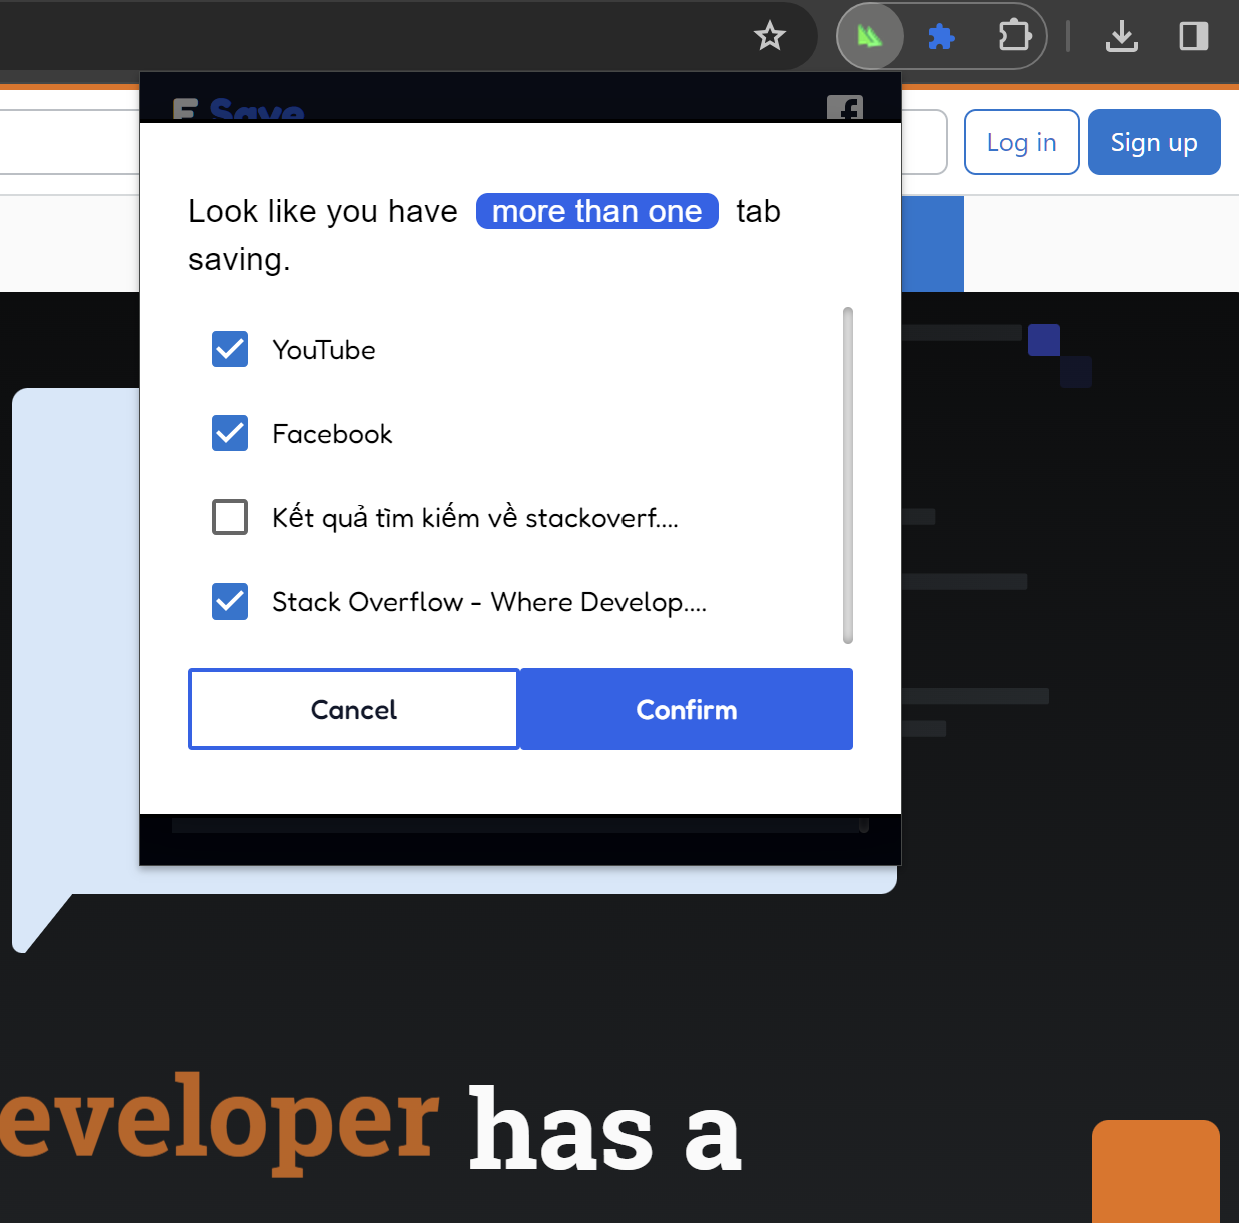 Log in
Sign up
E Save
Look like you have more than one tab
saving.
YouTube
Facebook
Kết quả tìm kiếm về stackoverf....
Stack Overflow - Where Develop....
Cancel
Confirm
eveloper has a